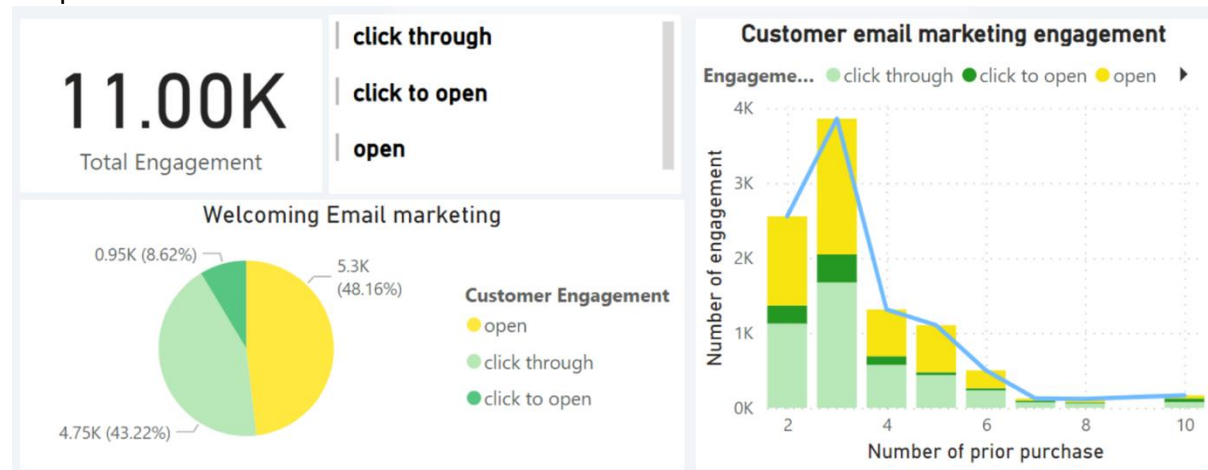 11.00K
Total Engagement
click through
click to open
open
Welcoming Email marketing
0.95K (8.62%)
5.3K
(48.16%)
4.75K (43.22%)
Customer Engagement
open
click through
click to open
Customer email marketing engagement
Engageme... click through click to open open
Number of engagement
4K
3K
2K
1K
0K
2 4 6 8 10
Number of prior purchase